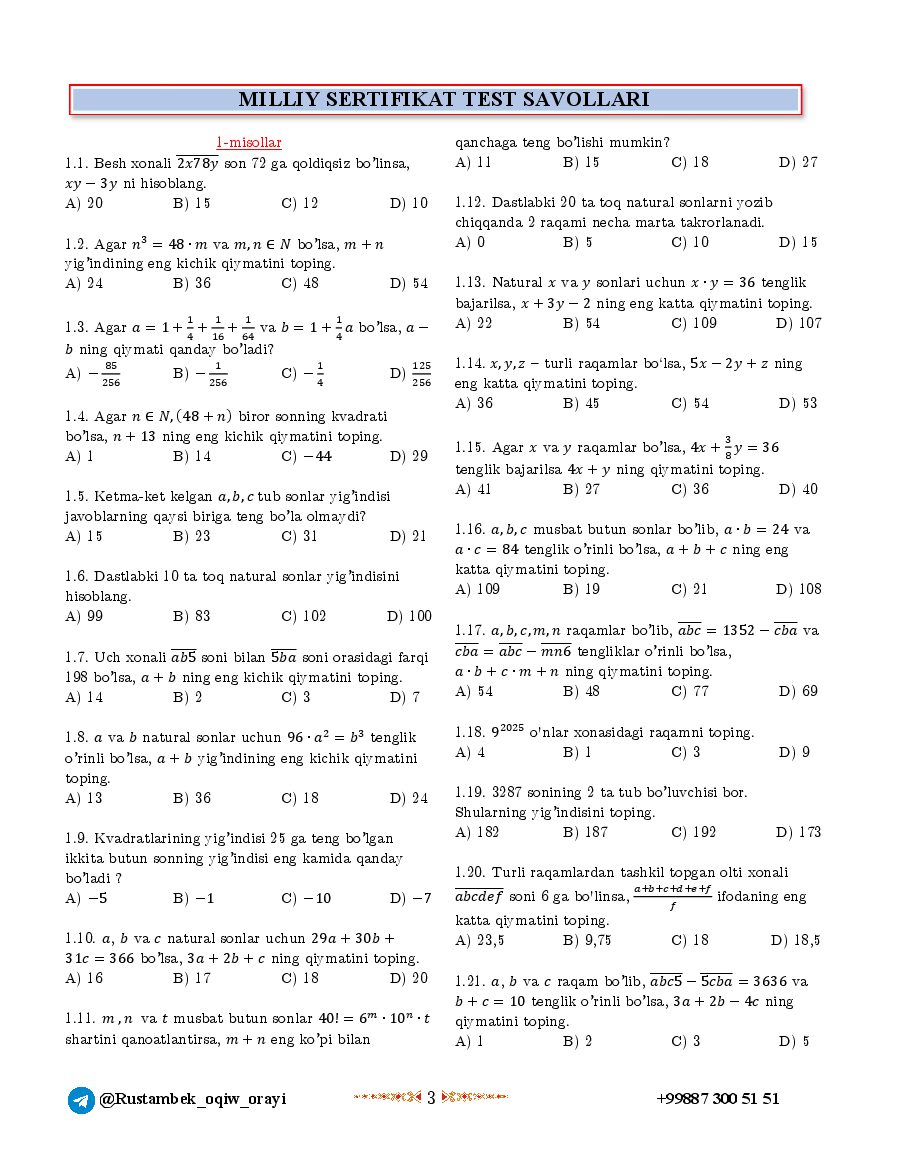 MILLIY SERTIFIKAT TEST SAVOLLARI
1-misollar
1.1. Besh xonali \overline{2x78y} son 72 ga qoldiqsiz bo’linsa,
xy − 3y ni hisoblang.
A) 20 B) 15 C) 12 D) 10
1.2. Agar n³ = 48 · m va m, n ∈ N bo’lsa, m + n
yig’indining eng kichik qiymatini toping.
A) 24 B) 36 C) 48 D) 54
1.3. Agar a = 1 + 1/4 + 1/16 + 1/64 va b = 1 + 1/4 a bo’lsa, a −
b ning qiymati qanday bo’ladi?
A) − 85/256 B) − 1/256 C) − 1/4 D) 125/256
1.4. Agar n ∈ N, (48 + n) biror sonning kvadrati
bo’lsa, n + 13 ning eng kichik qiymatini toping.
A) 1 B) 14 C) −44 D) 29
1.5. Ketma-ket kelgan a, b, c tub sonlar yig’indisi
javoblarning qaysi biriga teng bo’la olmaydi?
A) 15 B) 23 C) 31 D) 21
1.6. Dastlabki 10 ta toq natural sonlar yig’indisini
hisoblang.
A) 99 B) 83 C) 102 D) 100
1.7. Uch xonali \overline{ab5} soni bilan \overline{5ba} soni orasidagi farqi
198 bo’lsa, a + b ning eng kichik qiymatini toping.
A) 14 B) 2 C) 3 D) 7
1.8. a va b natural sonlar uchun 96 · a² = b³ tenglik
o’rinli bo’lsa, a + b yig’indining eng kichik qiymatini
toping.
A) 13 B) 36 C) 18 D) 24
1.9. Kvadratlarining yig’indisi 25 ga teng bo’lgan
ikkita butun sonning yig’indisi eng kamida qanday
bo’ladi ?
A) −5 B) −1 C) −10 D) −7
1.10. a, b va c natural sonlar uchun 29a + 30b +
31c = 366 bo’lsa, 3a + 2b + c ning qiymatini toping.
A) 16 B) 17 C) 18 D) 20
1.11. m , n va t musbat butun sonlar 40! = 6ᵐ · 10ⁿ · t
shartini qanoatlantirsa, m + n eng ko’pi bilan
qanchaga teng bo’lishi mumkin?
A) 11 B) 15 C) 18 D) 27
1.12. Dastlabki 20 ta toq natural sonlarni yozib
chiqqanda 2 raqami necha marta takrorlanadi.
A) 0 B) 5 C) 10 D) 15
1.13. Natural x va y sonlari uchun x · y = 36 tenglik
bajarilsa, x + 3y − 2 ning eng katta qiymatini toping.
A) 22 B) 54 C) 109 D) 107
1.14. x, y, z − turli raqamlar bo‘lsa, 5x − 2y + z ning
eng katta qiymatini toping.
A) 36 B) 45 C) 54 D) 53
1.15. Agar x va y raqamlar bo’lsa, 4x + 3/8 y = 36
tenglik bajarilsa 4x + y ning qiymatini toping.
A) 41 B) 27 C) 36 D) 40
1.16. a, b, c musbat butun sonlar bo’lib, a · b = 24 va
a · c = 84 tenglik o’rinli bo’lsa, a + b + c ning eng
katta qiymatini toping.
A) 109 B) 19 C) 21 D) 108
1.17. a, b, c, m, n raqamlar bo’lib, \overline{abc} = 1352 − \overline{cba} va
\overline{cba} = \overline{abc} − \overline{mn6} tengliklar o’rinli bo’lsa,
a · b + c · m + n ning qiymatini toping.
A) 54 B) 48 C) 77 D) 69
1.18. 9²⁰²⁵ o'nlar xonasidagi raqamni toping.
A) 4 B) 1 C) 3 D) 9
1.19. 3287 sonining 2 ta tub bo’luvchisi bor.
Shularning yig’indisini toping.
A) 182 B) 187 C) 192 D) 173
1.20. Turli raqamlardan tashkil topgan olti xonali
\overline{abcdef} soni 6 ga bo'linsa, (a+b+c+d+e+f)/f ifodaning eng
katta qiymatini toping.
A) 23,5 B) 9,75 C) 18 D) 18,5
1.21. a, b va c raqam bo’lib, \overline{abc5} − \overline{5cba} = 3636 va
b + c = 10 tenglik o’rinli bo’lsa, 3a + 2b − 4c ning
qiymatini toping.
A) 1 B) 2 C) 3 D) 5
@Rustambek_oqiw_orayi 3 +99887 300 51 51